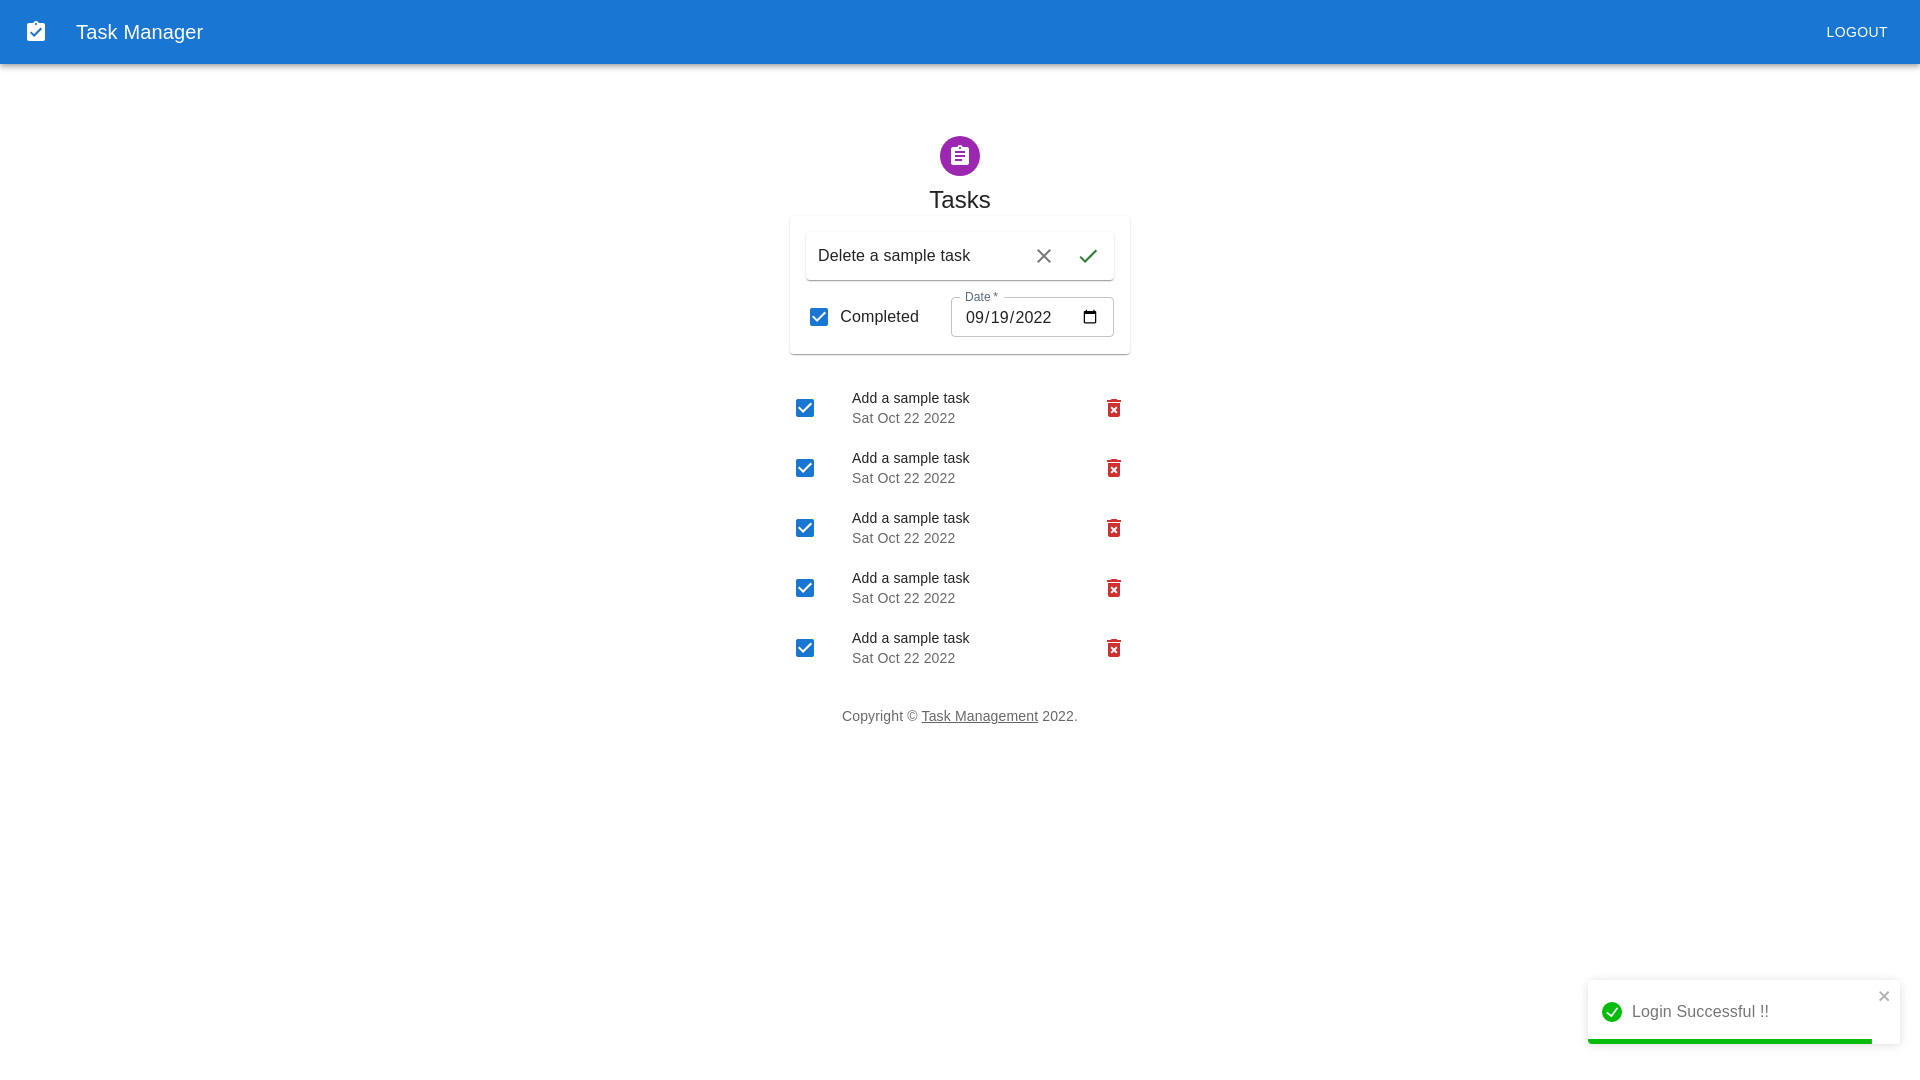 Task Manager
LOGOUT
Tasks
Delete a sample task
Date *
Completed
09/19/2022
Add a sample task
Sat Oct 22 2022
Add a sample task
Sat Oct 22 2022
Add a sample task
Sat Oct 22 2022
Add a sample task
Sat Oct 22 2022
Add a sample task
Sat Oct 22 2022
Copyright © Task Management 2022.
Login Successful !!